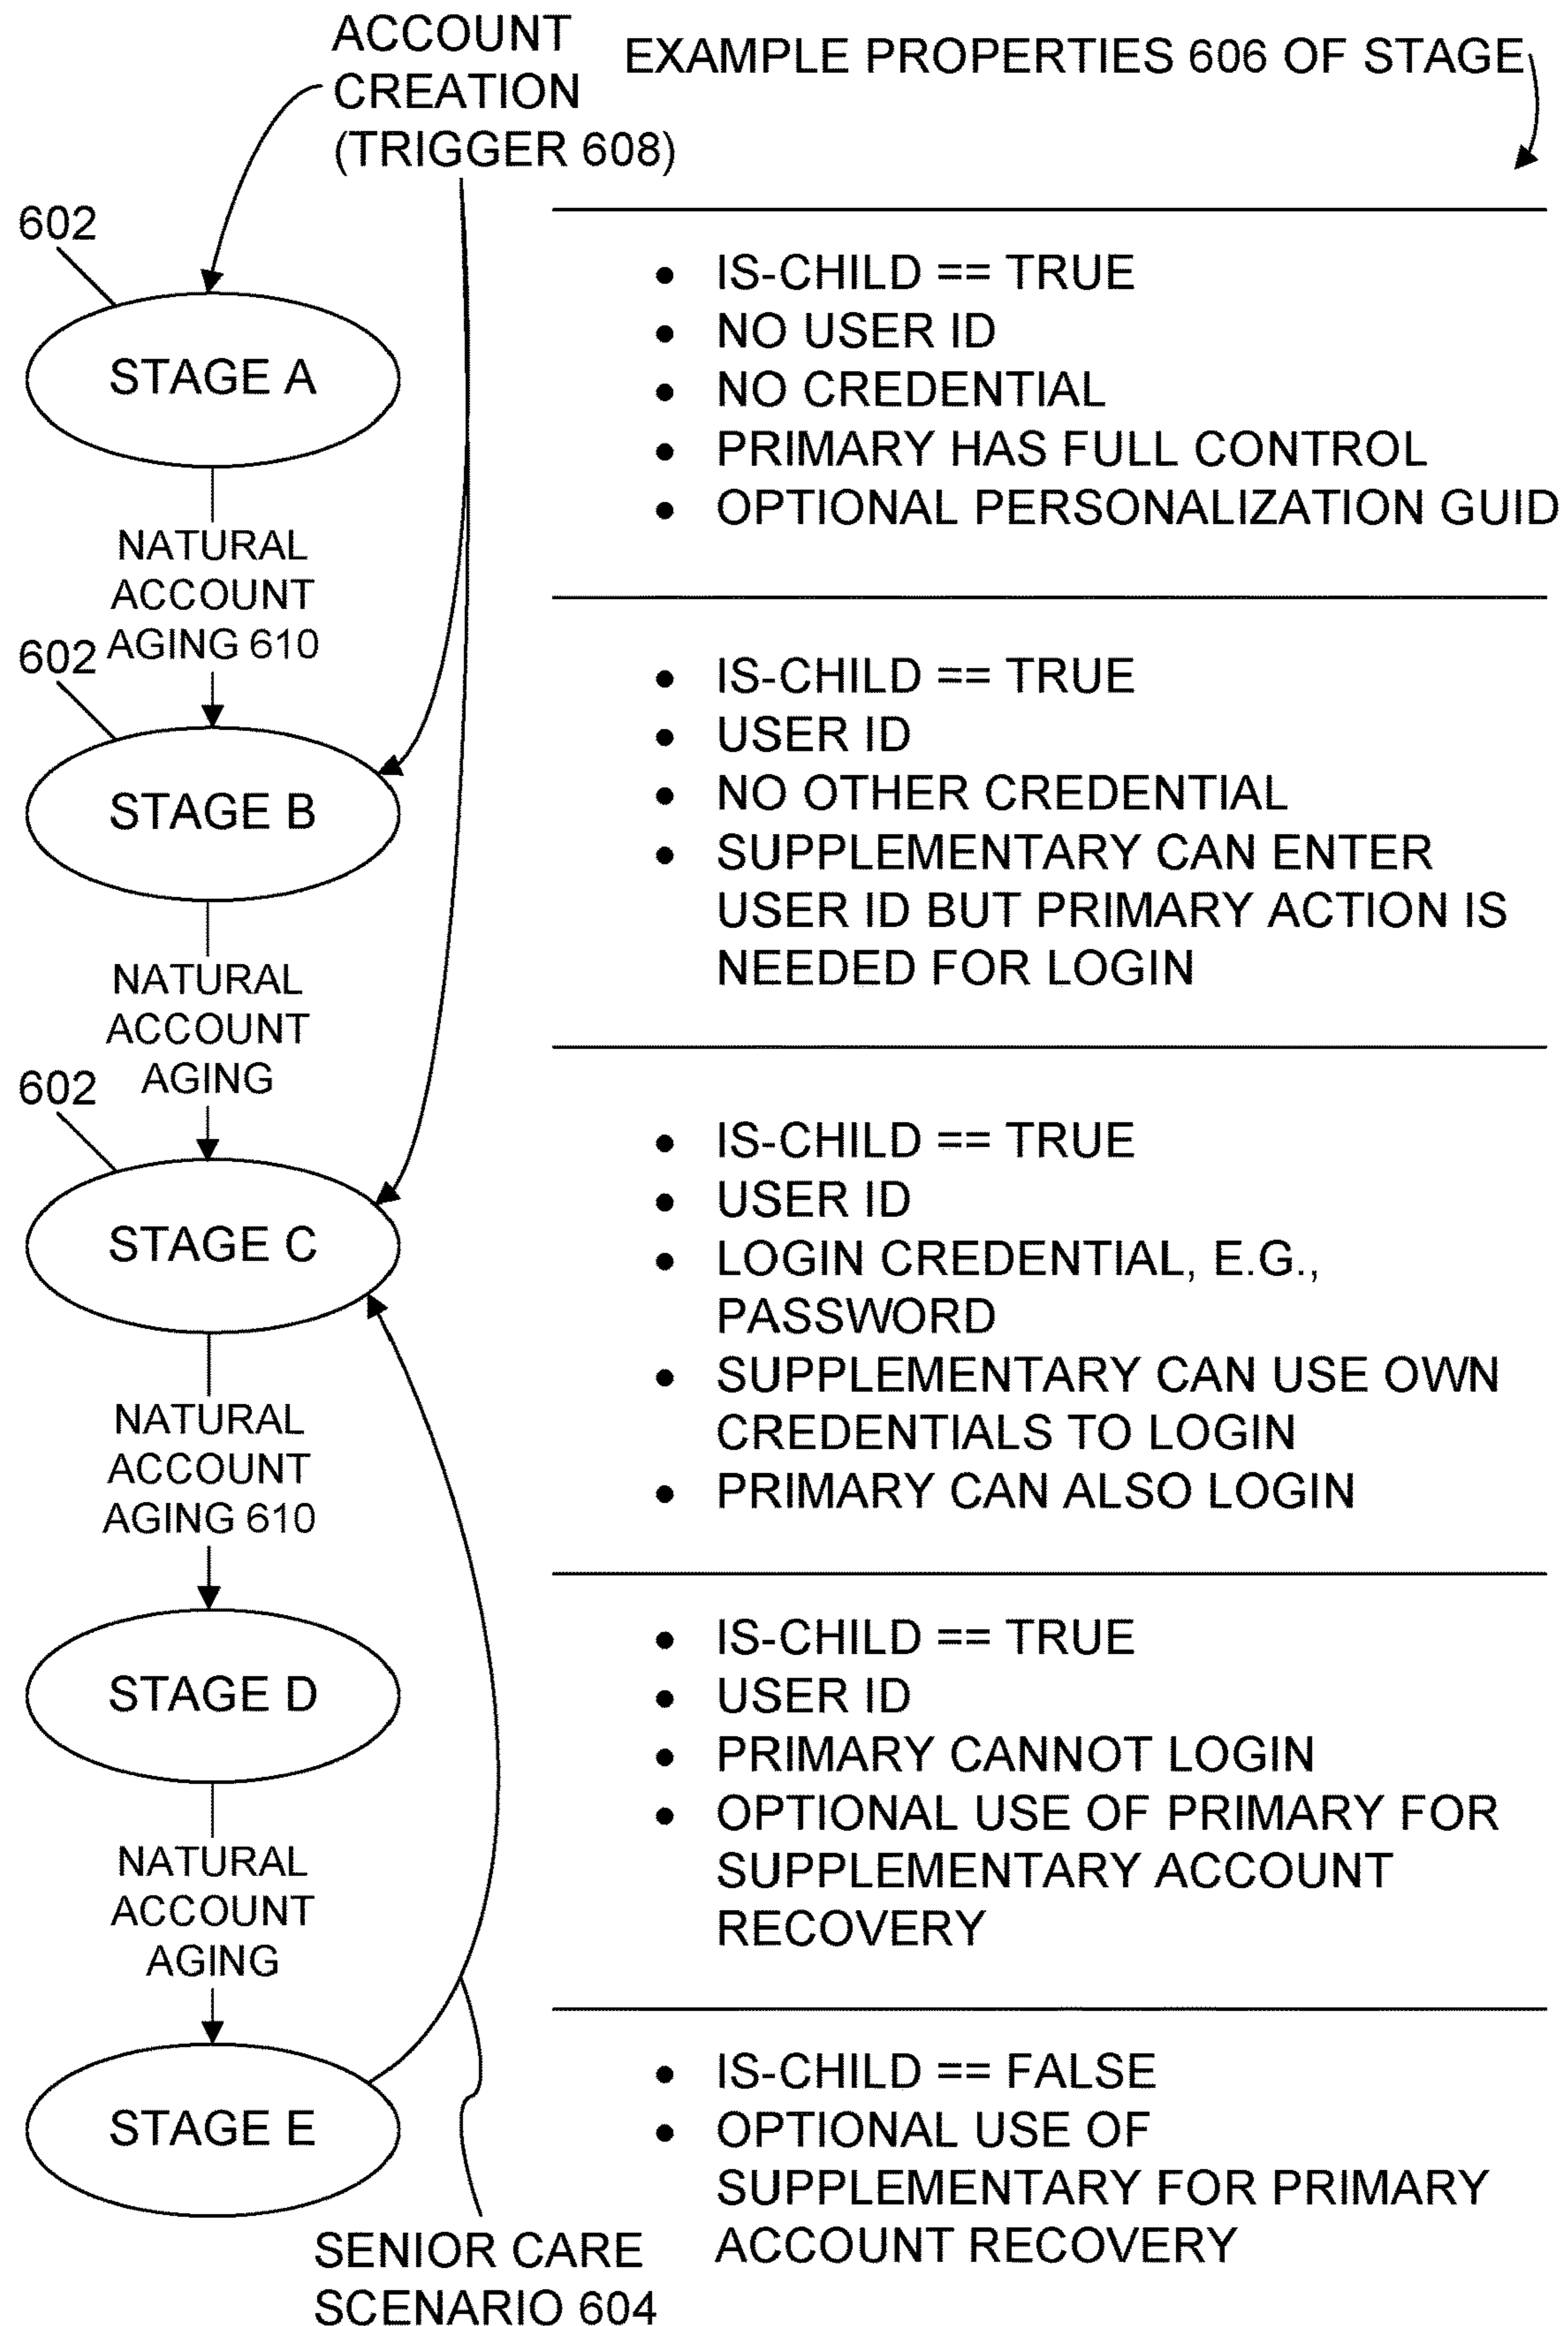 ACCOUNT
CREATION
(TRIGGER 608)
EXAMPLE PROPERTIES 606 OF STAGE
602
STAGE A
• IS-CHILD == TRUE
• NO USER ID
• NO CREDENTIAL
• PRIMARY HAS FULL CONTROL
• OPTIONAL PERSONALIZATION GUID
NATURAL
ACCOUNT
AGING 610
602
STAGE B
• IS-CHILD == TRUE
• USER ID
• NO OTHER CREDENTIAL
• SUPPLEMENTARY CAN ENTER
USER ID BUT PRIMARY ACTION IS
NEEDED FOR LOGIN
NATURAL
ACCOUNT
AGING
602
STAGE C
• IS-CHILD == TRUE
• USER ID
• LOGIN CREDENTIAL, E.G.,
PASSWORD
• SUPPLEMENTARY CAN USE OWN
CREDENTIALS TO LOGIN
• PRIMARY CAN ALSO LOGIN
NATURAL
ACCOUNT
AGING 610
STAGE D
• IS-CHILD == TRUE
• USER ID
• PRIMARY CANNOT LOGIN
• OPTIONAL USE OF PRIMARY FOR
SUPPLEMENTARY ACCOUNT
RECOVERY
NATURAL
ACCOUNT
AGING
STAGE E
• IS-CHILD == FALSE
• OPTIONAL USE OF
SUPPLEMENTARY FOR PRIMARY
ACCOUNT RECOVERY
SENIOR CARE
SCENARIO 604